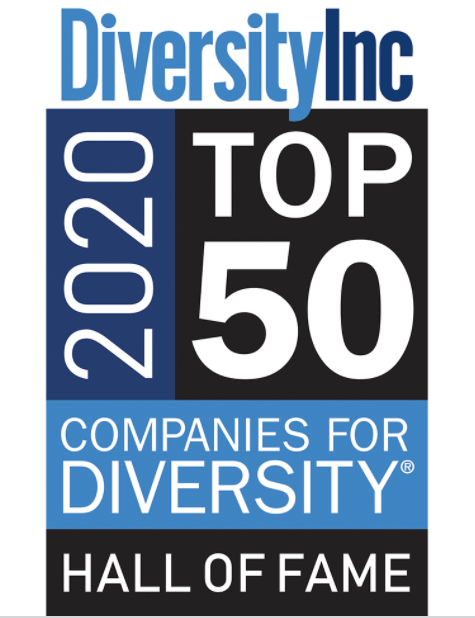 DiversityInc
2020
TOP
50
COMPANIES FOR
DIVERSITY®
HALL OF FAME